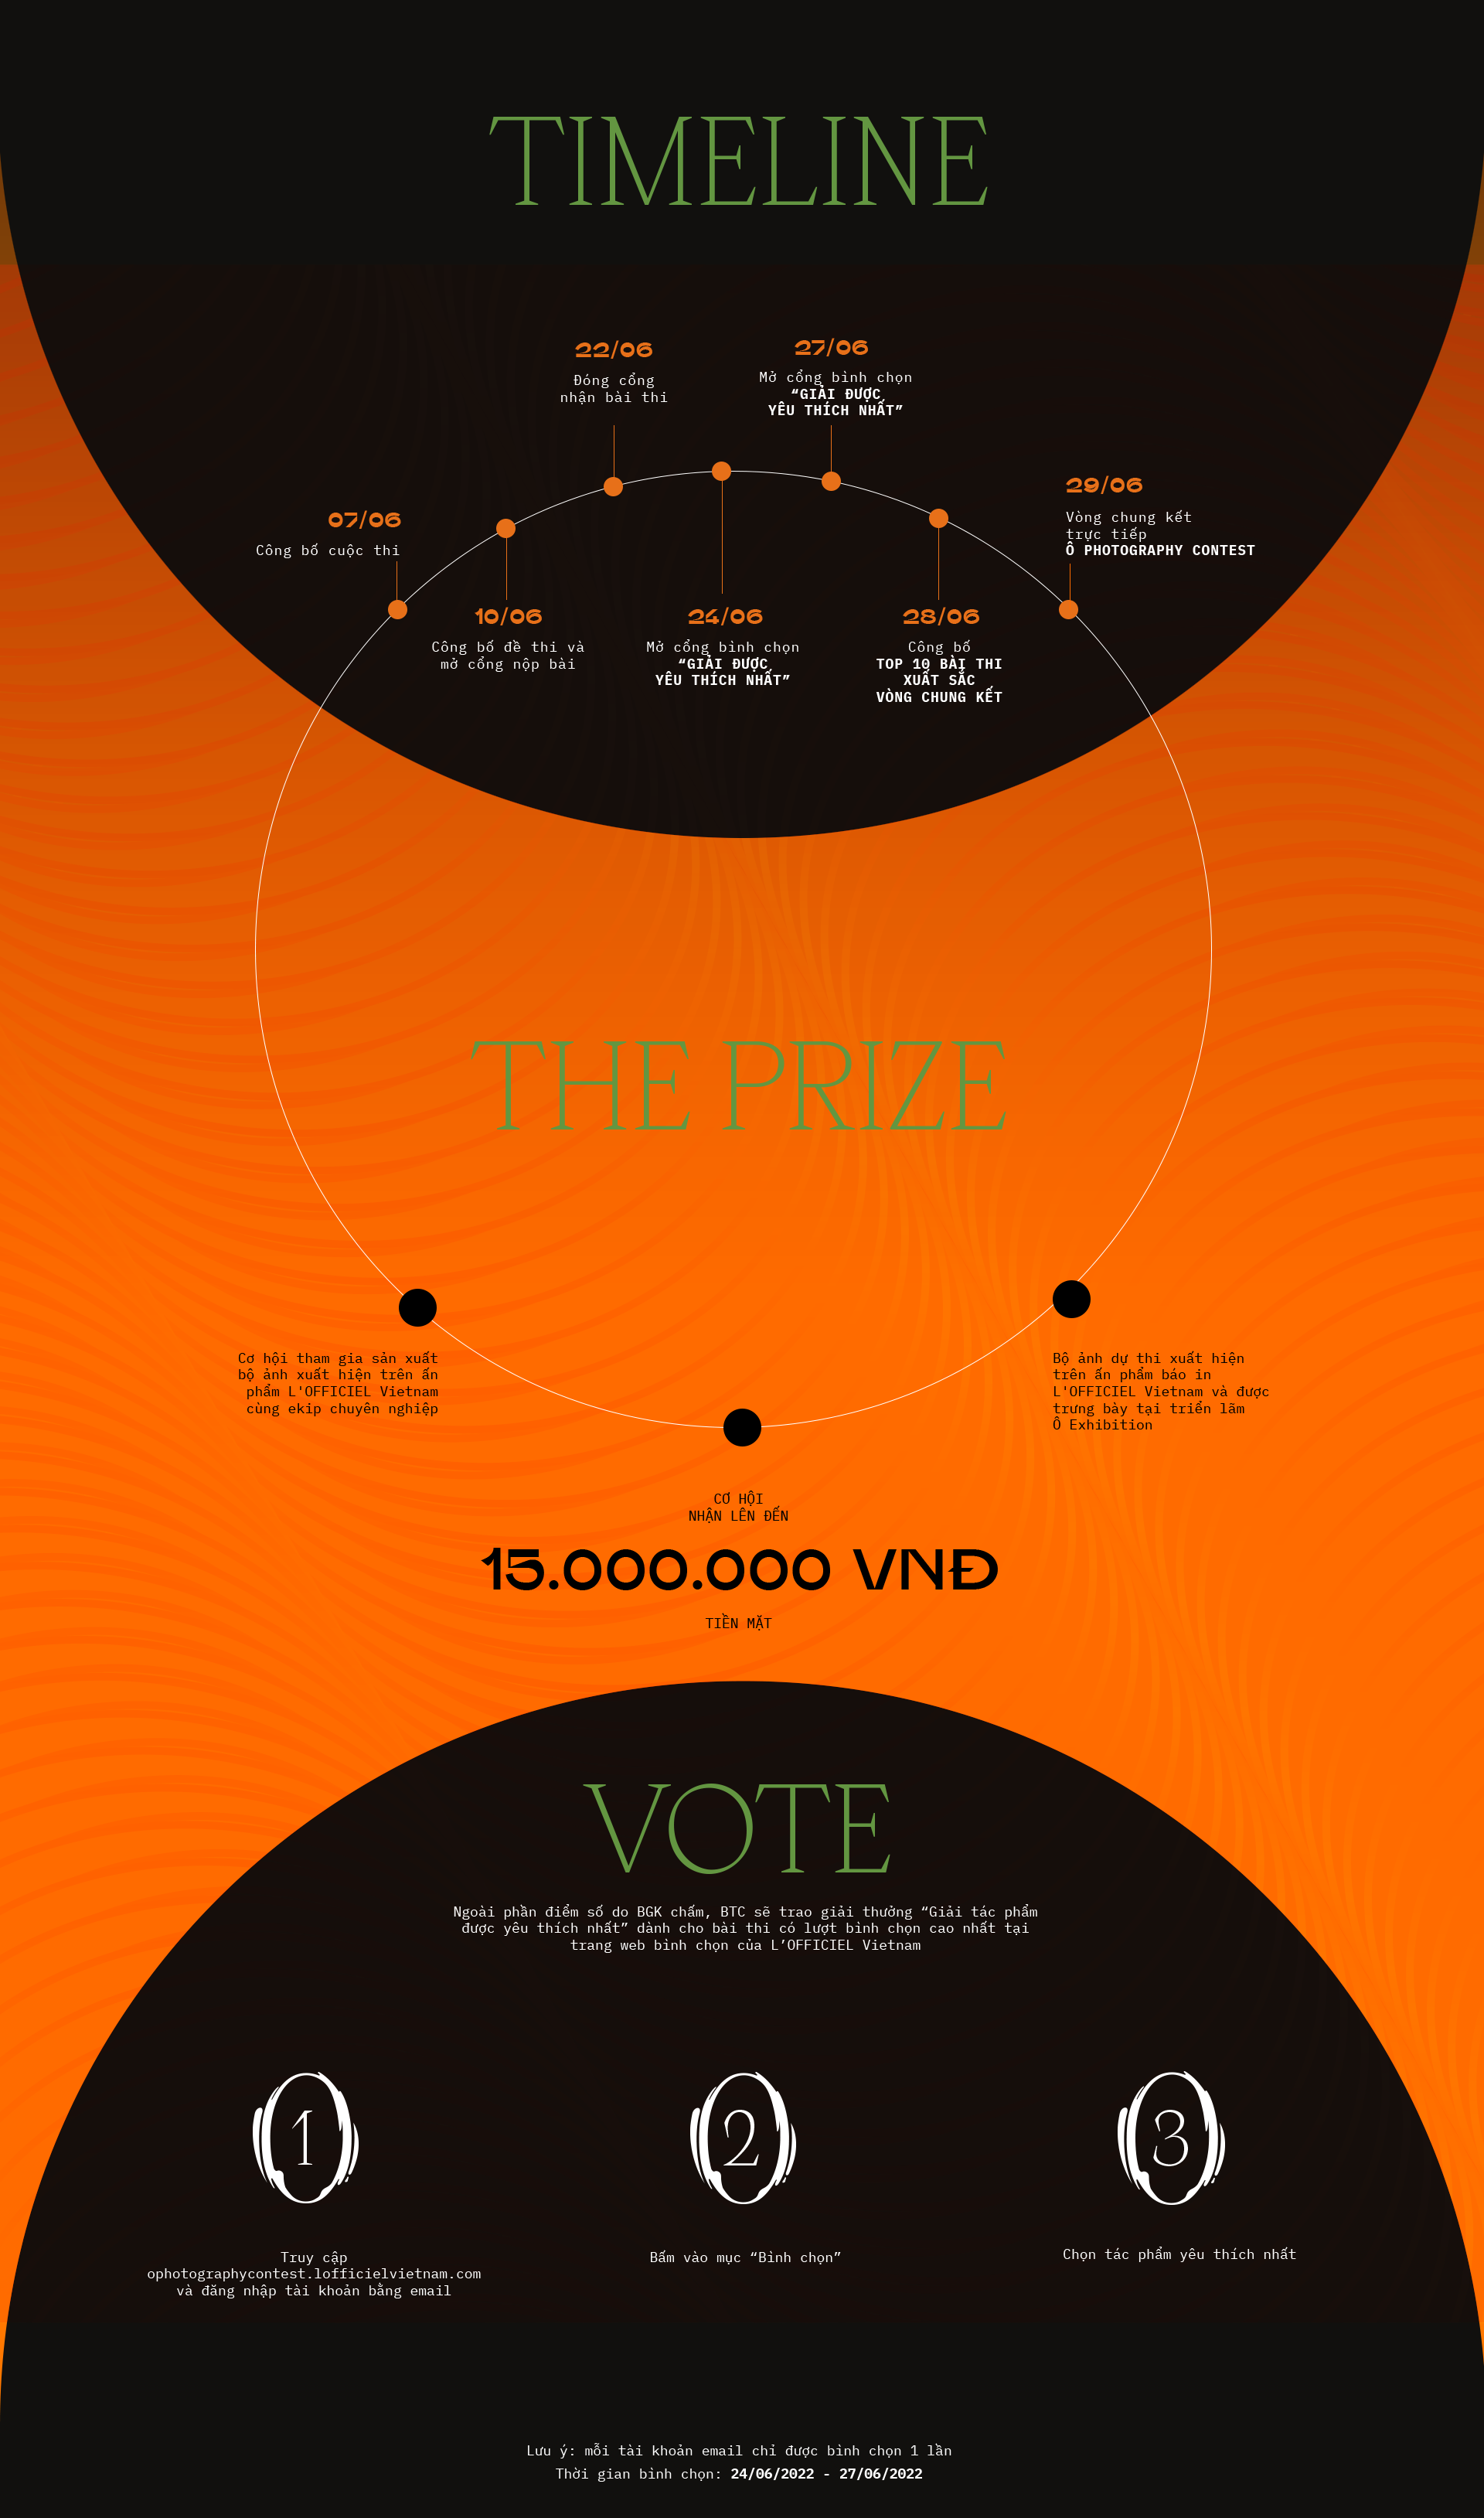 TIMELINE
07/06
Công bố cuộc thi
10/06
Công bố đề thi và
mở cổng nộp bài
22/06
Đóng cổng
nhận bài thi
24/06
Mở cổng bình chọn
“GIẢI ĐƯỢC
YÊU THÍCH NHẤT”
27/06
Mở cổng bình chọn
“GIẢI ĐƯỢC
YÊU THÍCH NHẤT”
28/06
Công bố
TOP 10 BÀI THI
XUẤT SẮC
VÒNG CHUNG KẾT
29/06
Vòng chung kết
trực tiếp
Ô PHOTOGRAPHY CONTEST
THE PRIZE
Cơ hội tham gia sản xuất
bộ ảnh xuất hiện trên ấn
phẩm L'OFFICIEL Vietnam
cùng ekip chuyên nghiệp
CƠ HỘI
NHẬN LÊN ĐẾN
15.000.000 VNĐ
TIỀN MẶT
Bộ ảnh dự thi xuất hiện
trên ấn phẩm báo in
L'OFFICIEL Vietnam và được
trưng bày tại triển lãm
Ô Exhibition
VOTE
Ngoài phần điểm số do BGK chấm, BTC sẽ trao giải thưởng “Giải tác phẩm
được yêu thích nhất” dành cho bài thi có lượt bình chọn cao nhất tại
trang web bình chọn của L’OFFICIEL Vietnam
1
Truy cập
ophotographycontest.lofficielvietnam.com
và đăng nhập tài khoản bằng email
2
Bấm vào mục “Bình chọn”
3
Chọn tác phẩm yêu thích nhất
Lưu ý: mỗi tài khoản email chỉ được bình chọn 1 lần
Thời gian bình chọn: 24/06/2022 - 27/06/2022